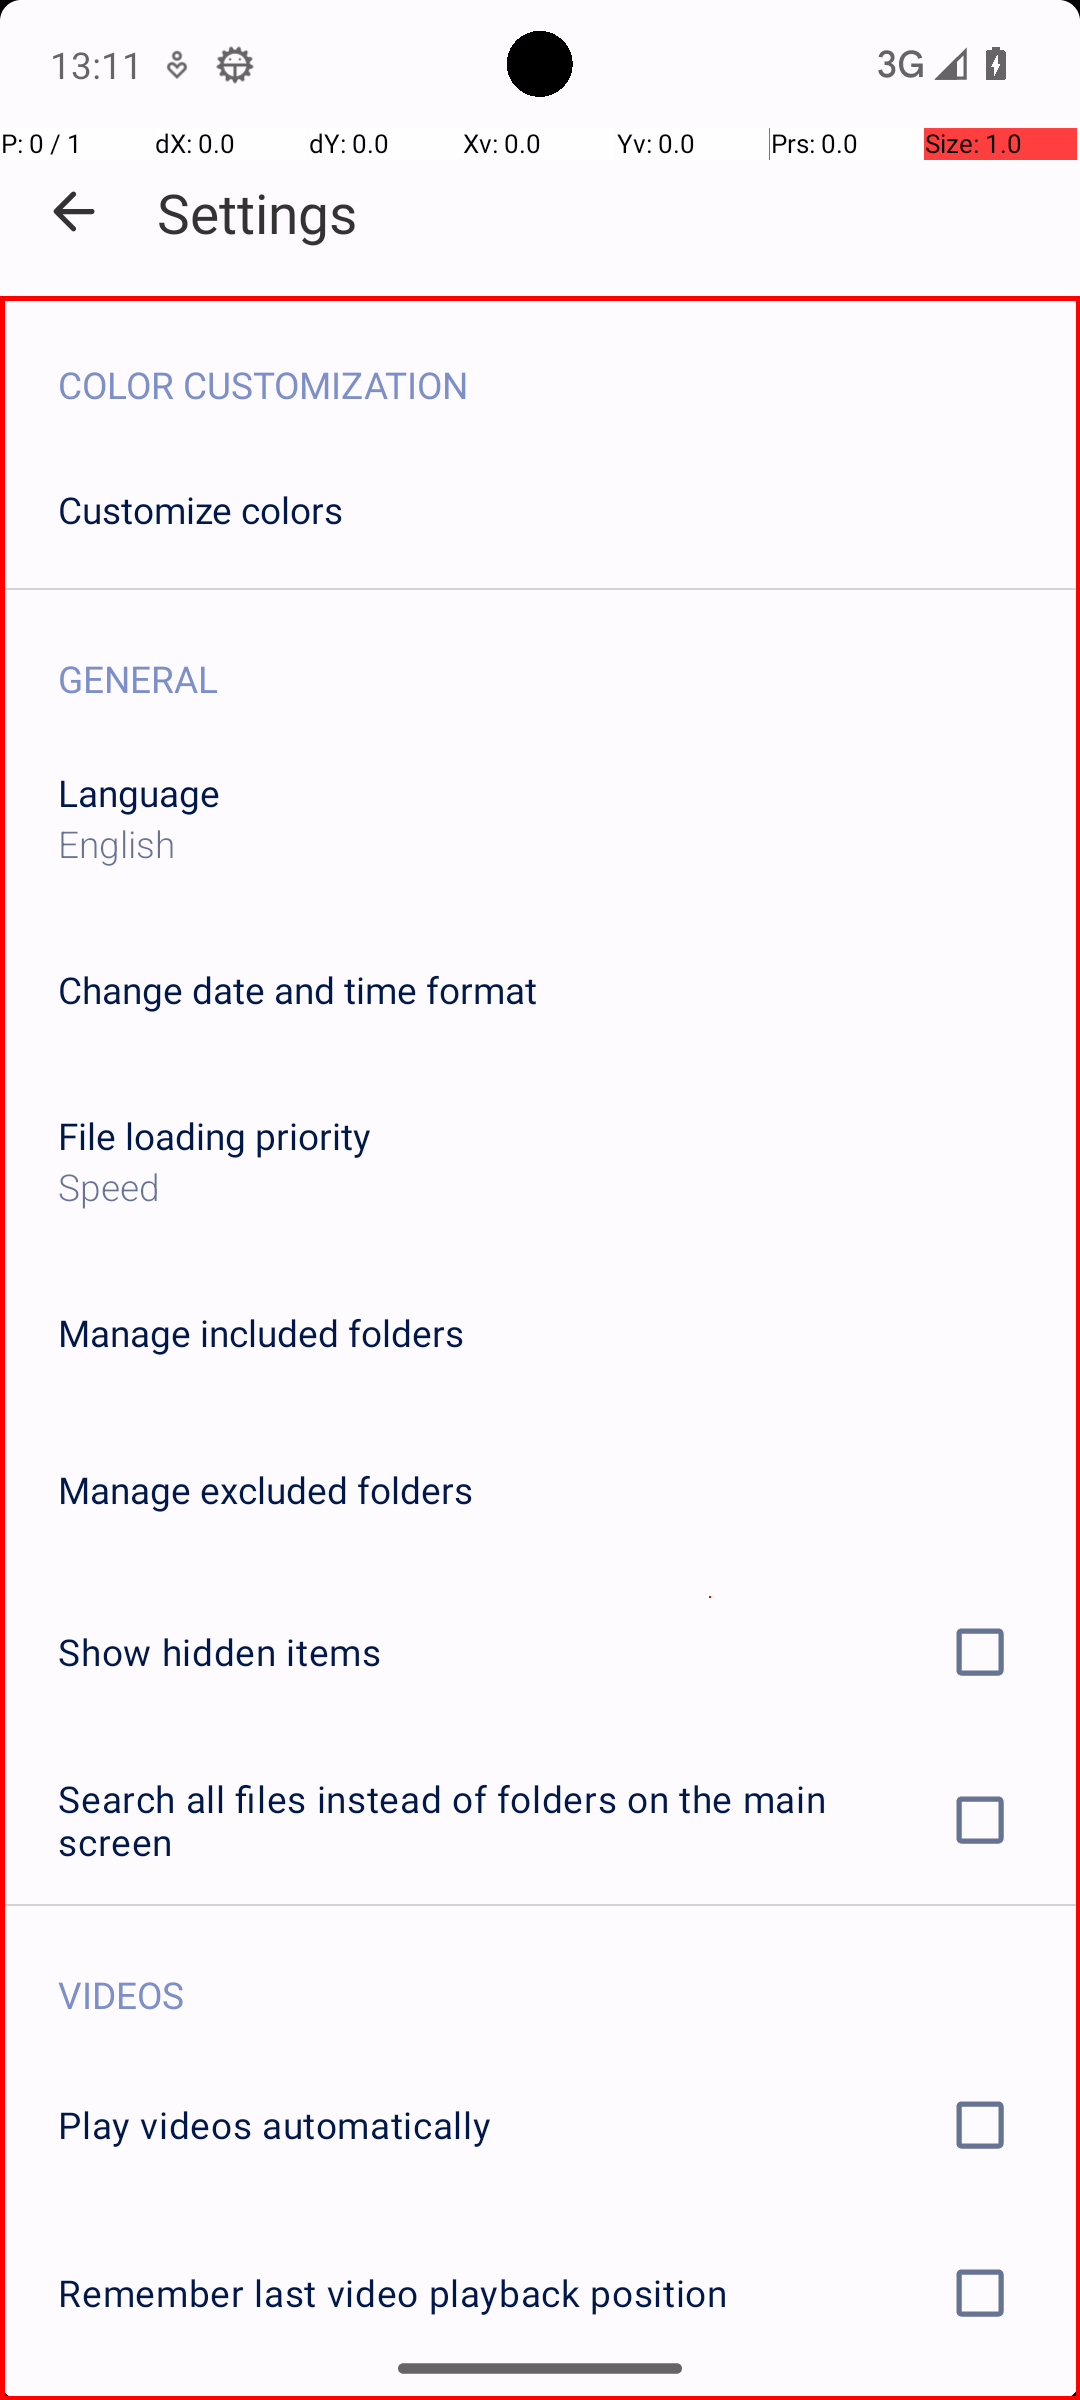 13:11
3G
P: 0 / 1 dX: 0.0 dY: 0.0 Xv: 0.0 Yv: 0.0 Prs: 0.0 Size: 1.0
Settings
COLOR CUSTOMIZATION
Customize colors
GENERAL
Language
English
Change date and time format
File loading priority
Speed
Manage included folders
Manage excluded folders
Show hidden items
Search all files instead of folders on the main
screen
VIDEOS
Play videos automatically
Remember last video playback position